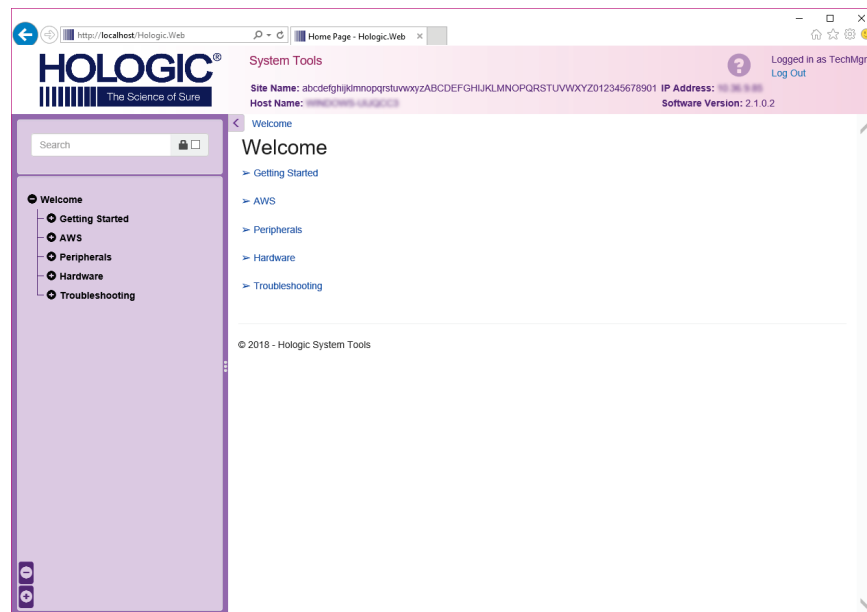 http://localhost/Hologic.Web
Home Page - Hologic.Web
HOLOGIC®
The Science of Sure
System Tools
Logged in as TechMgr
Log Out
Site Name: abcdefghijklmnopqrstuvwxyzABCDEFGHIJKLMNOPQRSTUVWXYZ012345678901 IP Address:
Host Name:
Software Version: 2.1.0.2
Search
Welcome
Getting Started
AWS
Peripherals
Hardware
Troubleshooting
Welcome
Welcome
➢ Getting Started
➢ AWS
➢ Peripherals
➢ Hardware
➢ Troubleshooting
© 2018 - Hologic System Tools